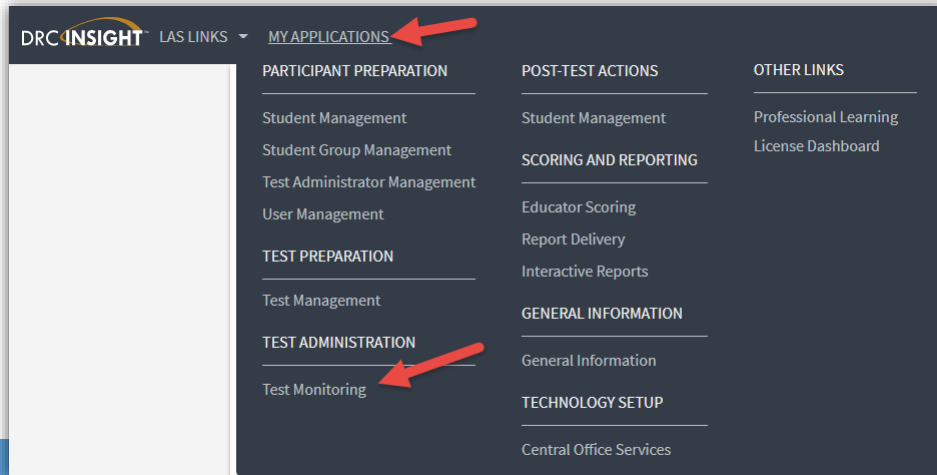 DRC INSIGHT™ LAS LINKS MY APPLICATIONS
PARTICIPANT PREPARATION
Student Management
Student Group Management
Test Administrator Management
User Management
TEST PREPARATION
Test Management
TEST ADMINISTRATION
Test Monitoring
POST-TEST ACTIONS
Student Management
SCORING AND REPORTING
Educator Scoring
Report Delivery
Interactive Reports
GENERAL INFORMATION
General Information
TECHNOLOGY SETUP
Central Office Services
OTHER LINKS
Professional Learning
License Dashboard